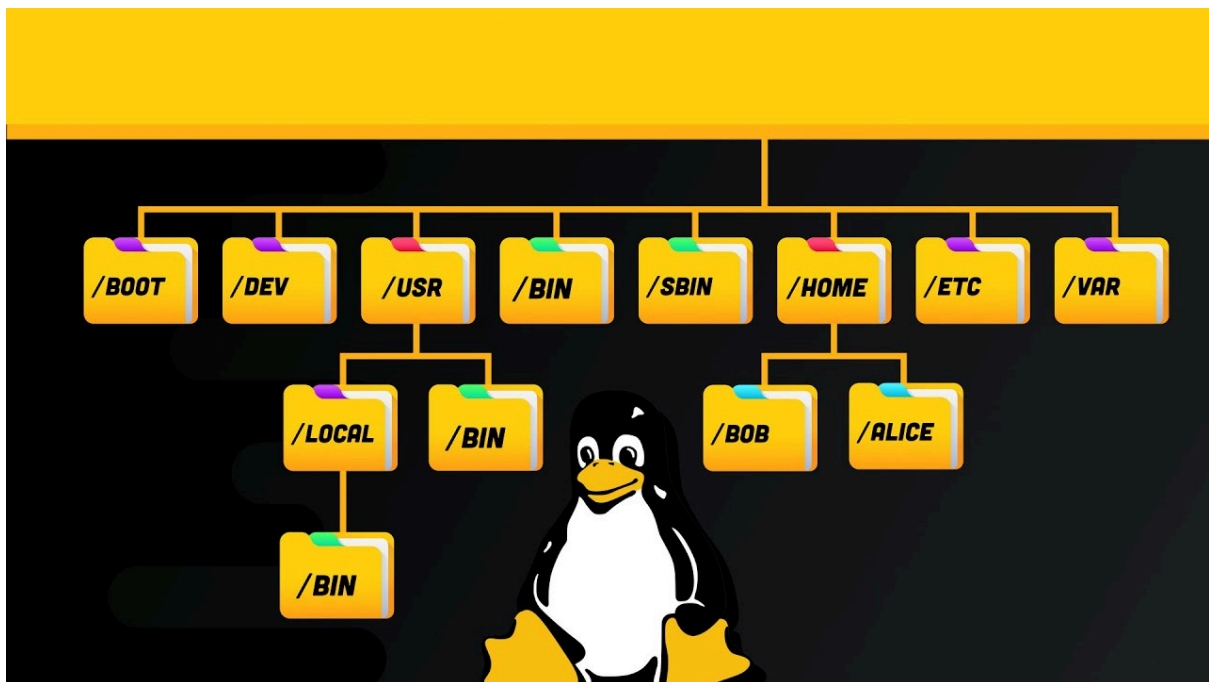 /BOOT
/DEV
/USR
/BIN
/SBIN
/HOME
/ETC
/VAR
/LOCAL
/BIN
/BOB
/ALICE
/BIN